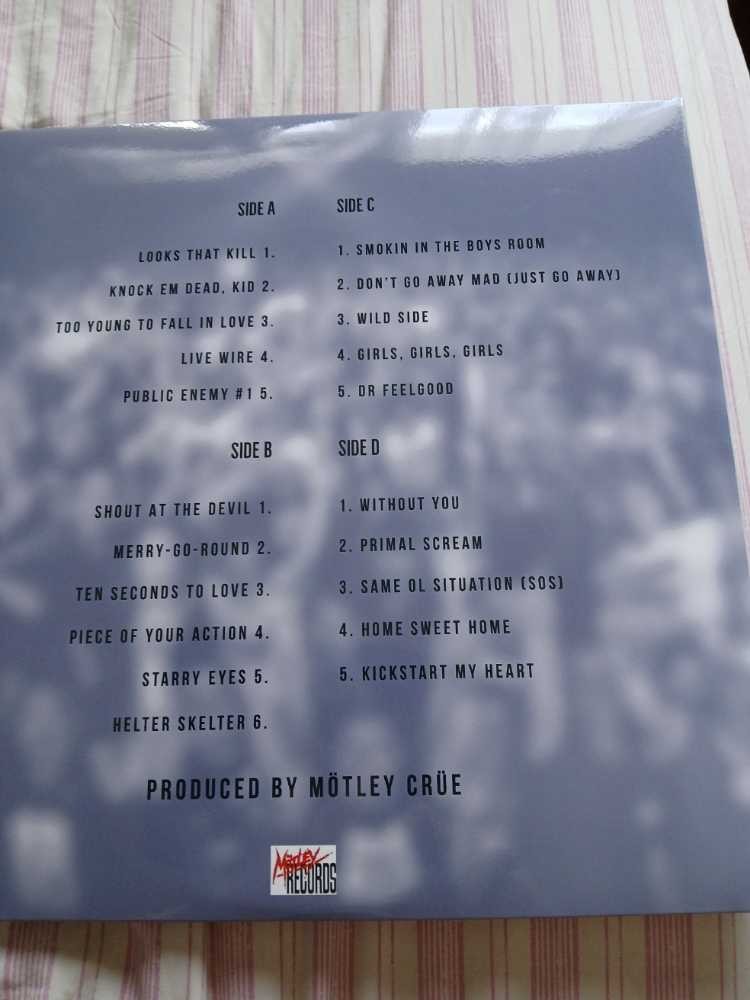 SIDE A
LOOKS THAT KILL 1.
KNOCK EM DEAD, KID 2.
TOO YOUNG TO FALL IN LOVE 3.
LIVE WIRE 4.
PUBLIC ENEMY #1 5.
SIDE B
SHOUT AT THE DEVIL 1.
MERRY-GO-ROUND 2.
TEN SECONDS TO LOVE 3.
PIECE OF YOUR ACTION 4.
STARRY EYES 5.
HELTER SKELTER 6.
SIDE C
1. SMOKIN IN THE BOYS ROOM
2. DON'T GO AWAY MAD (JUST GO AWAY)
3. WILD SIDE
4. GIRLS, GIRLS, GIRLS
5. DR FEELGOOD
SIDE D
1. WITHOUT YOU
2. PRIMAL SCREAM
3. SAME OL SITUATION (SOS)
4. HOME SWEET HOME
5. KICKSTART MY HEART
PRODUCED BY MÖTLEY CRÜE
MÖTLEY
RECORDS